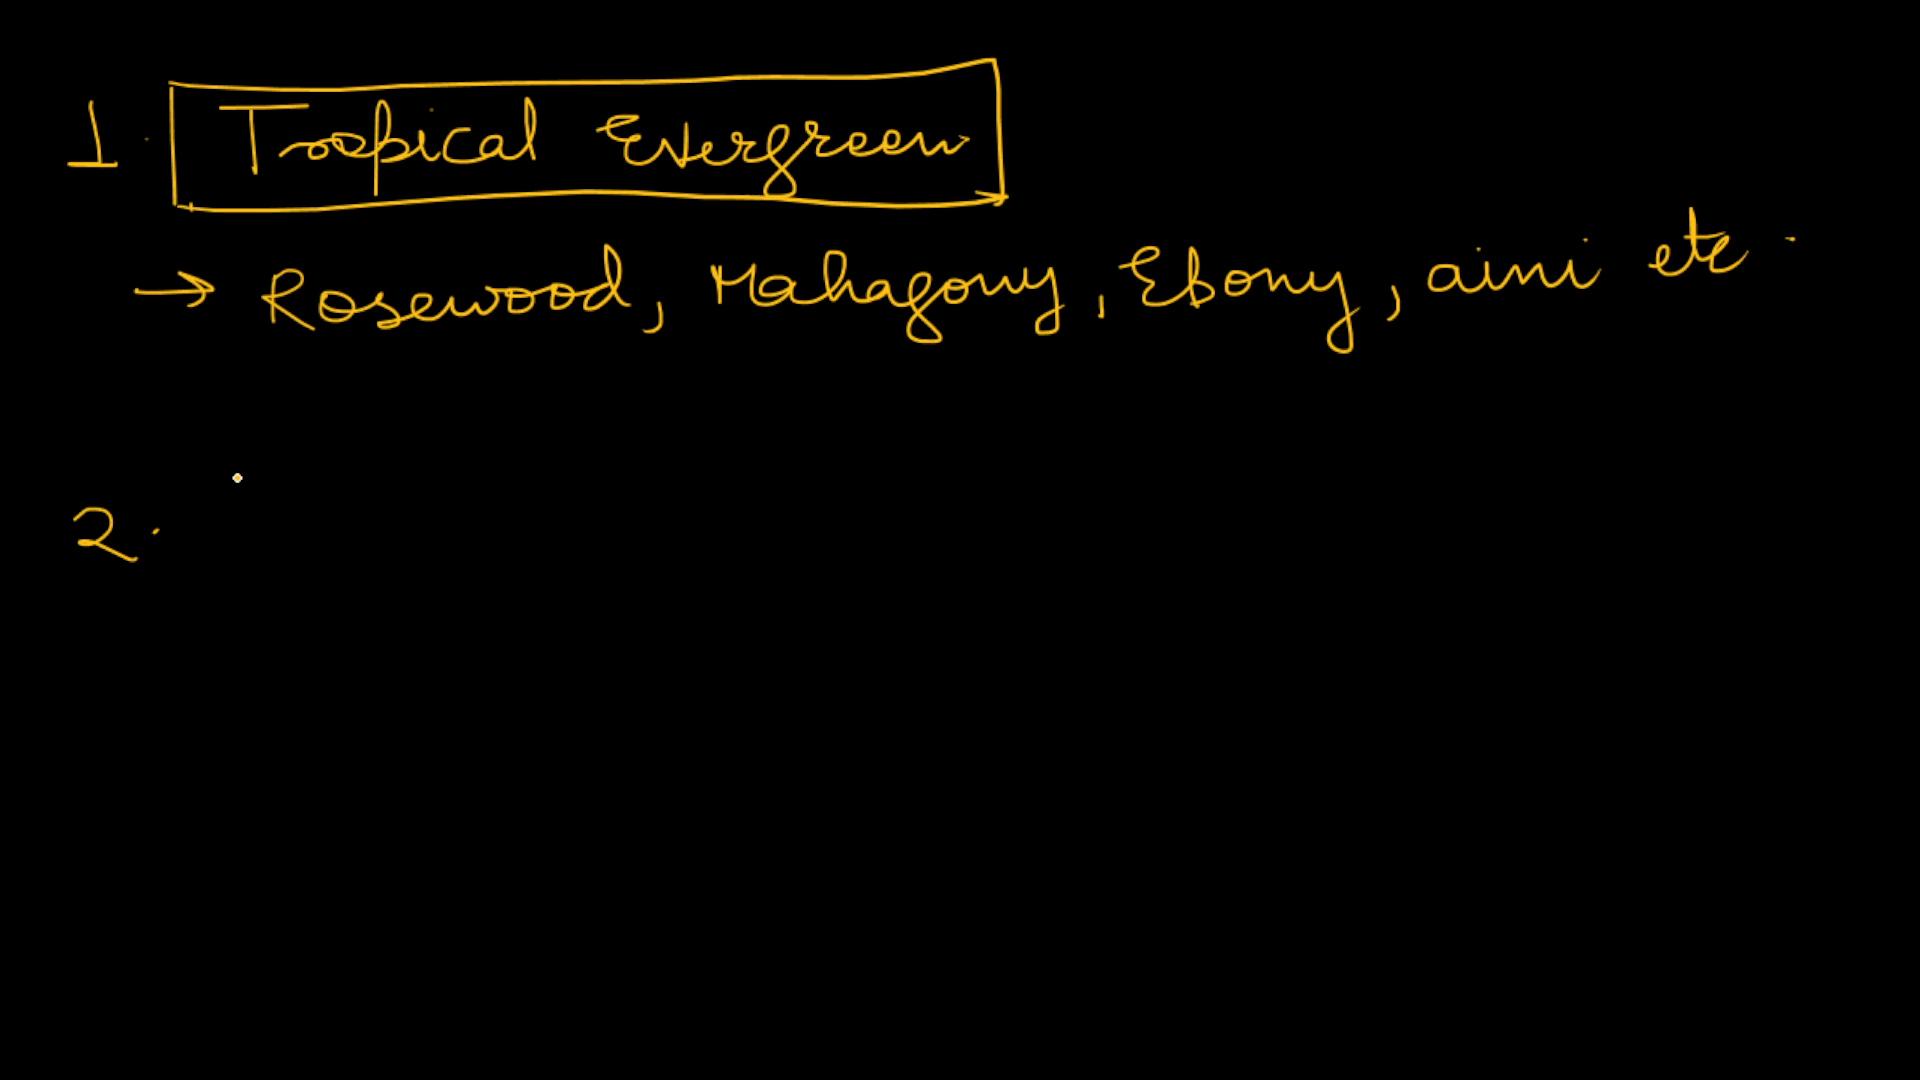 1. Tropical Evergreen
→ Rosewood, Mahagony, Ebony, aini etc.
2.